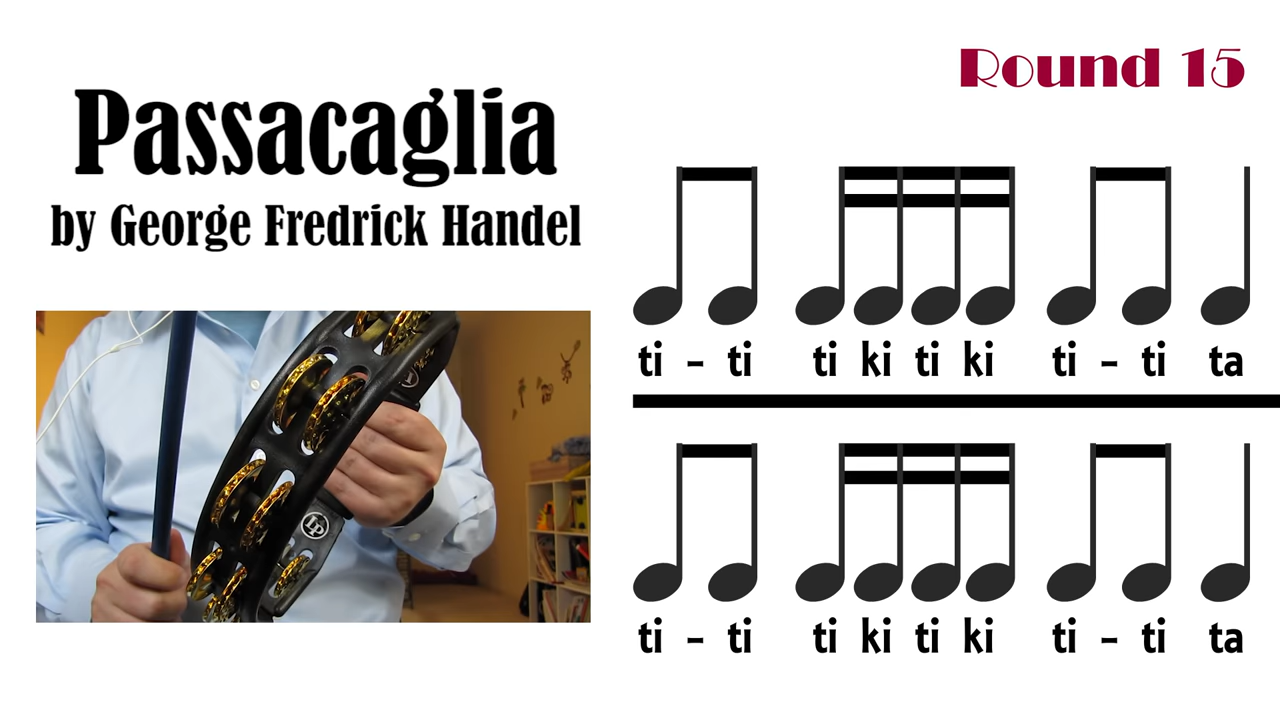 Round 15
Passacaglia
by George Fredrick Handel
ti - ti ti ki ti ki ti - ti ta
ti - ti ti ki ti ki ti - ti ta
LP